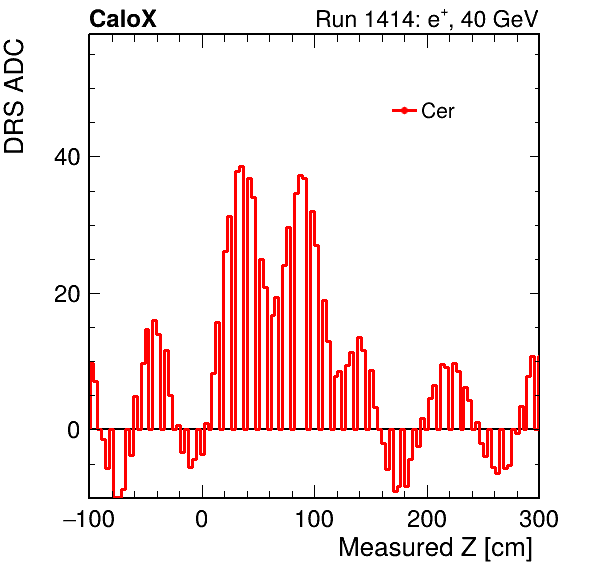 CaloX Run 1414: e⁺, 40 GeV
DRS ADC
Cer
40
20
0
−100 0 100 200 300
Measured Z [cm]